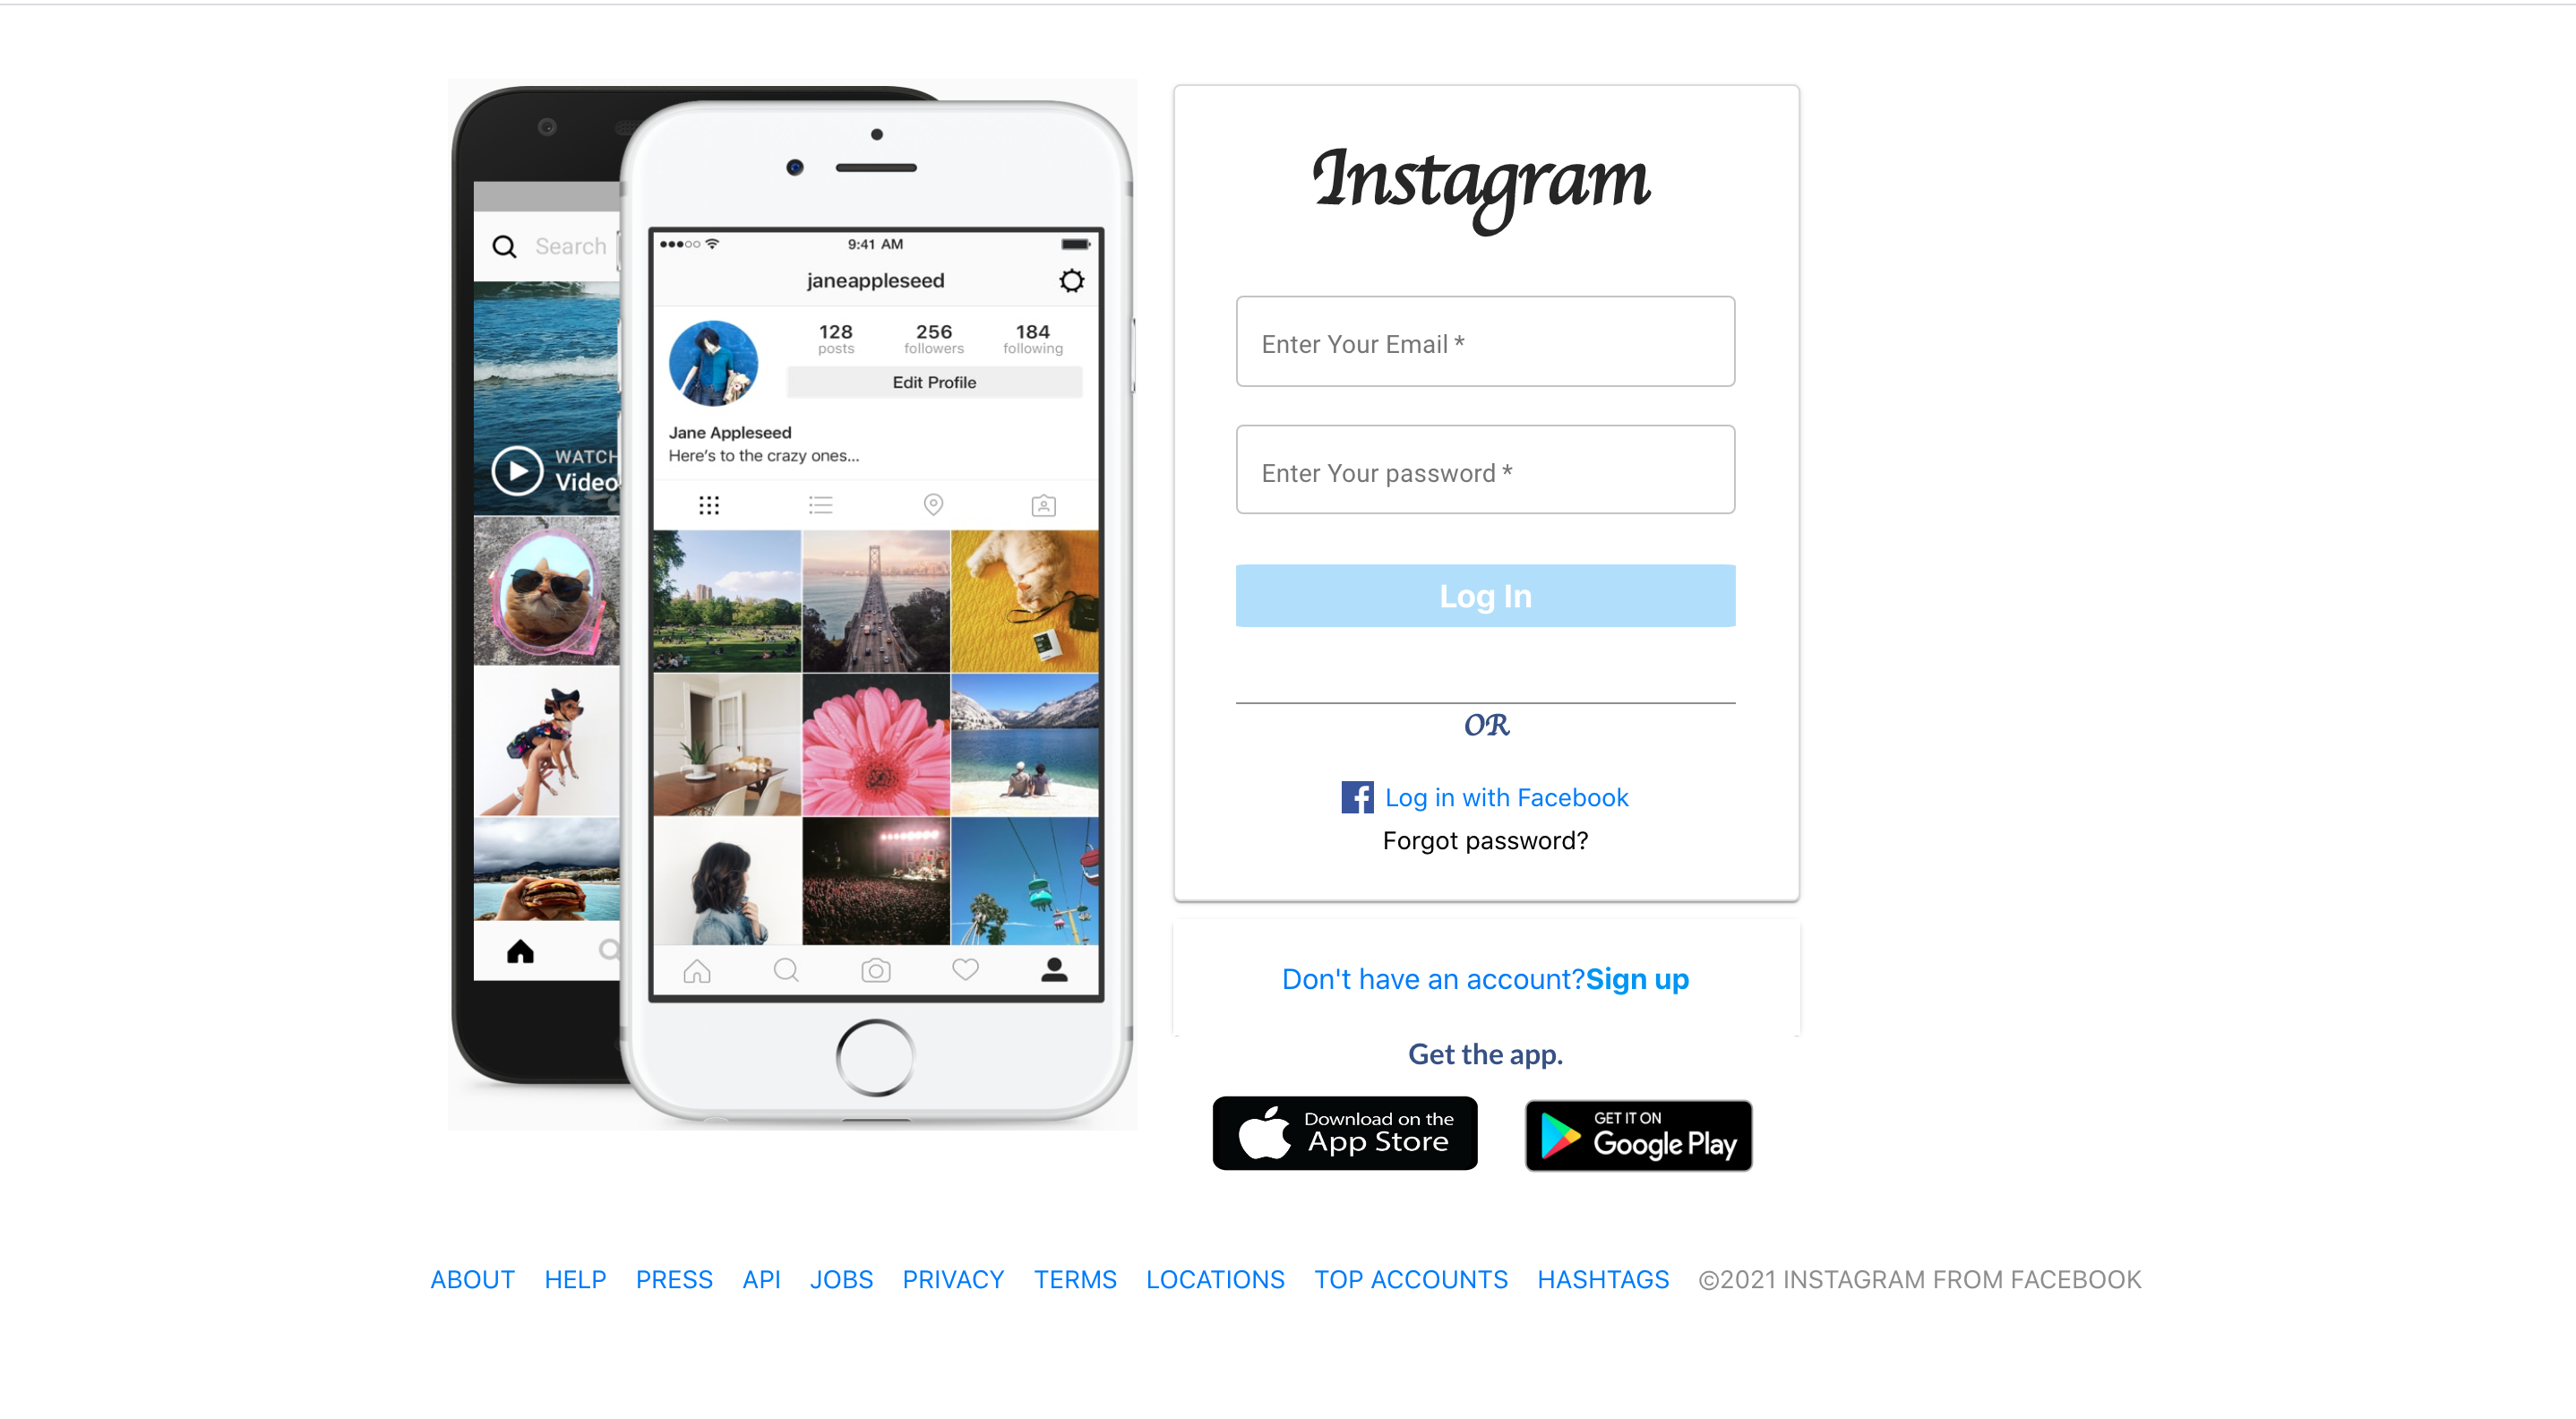 Search
WATCH
Video
9:41 AM
janeappleseed
128 256 184
posts followers following
Edit Profile
Jane Appleseed
Here's to the crazy ones...
Instagram
Enter Your Email *
Enter Your password *
Log In
OR
Log in with Facebook
Forgot password?
Don't have an account?Sign up
Get the app.
Download on the
App Store
GET IT ON
Google Play
ABOUT HELP PRESS API JOBS PRIVACY TERMS LOCATIONS TOP ACCOUNTS HASHTAGS ©2021 INSTAGRAM FROM FACEBOOK